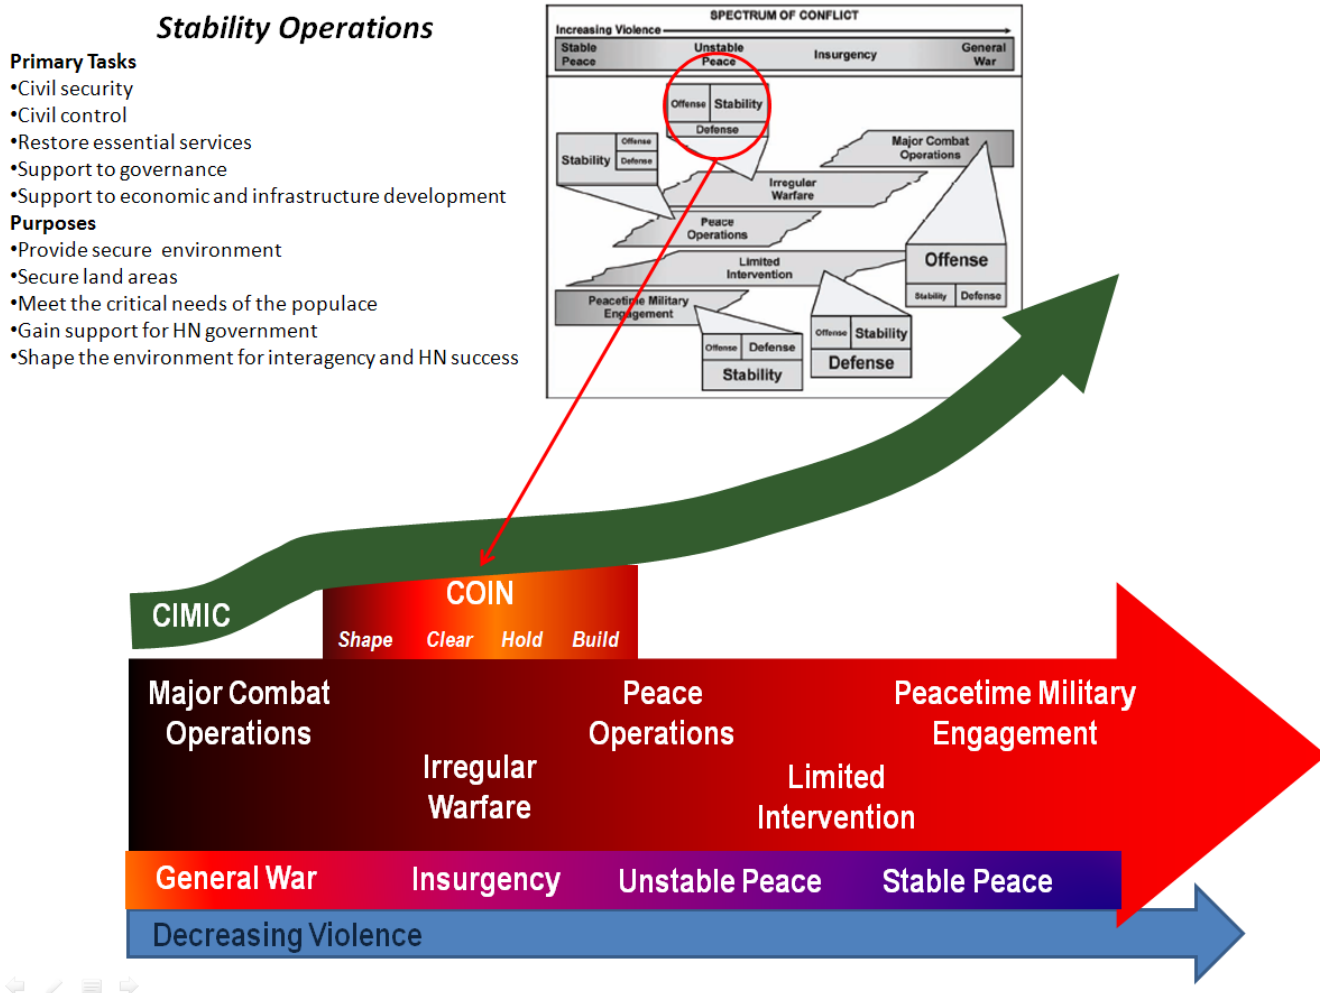 Stability Operations
Primary Tasks
•Civil security
•Civil control
•Restore essential services
•Support to governance
•Support to economic and infrastructure development
Purposes
•Provide secure  environment
•Secure land areas
•Meet the critical needs of the populace
•Gain support for HN government
•Shape the environment for interagency and HN success
SPECTRUM OF CONFLICT
Increasing Violence
Stable
Peace
Unstable
Peace
Insurgency
General
War
Offense
Stability
Defense
Stability
Offense
Defense
Major Combat
Operations
Irregular
Warfare
Peace
Operations
Limited
Intervention
Peacetime Military
Engagement
Offense
Stability
Defense
Offense
Stability
Defense
Offense
Defense
Stability
CIMIC
COIN
Shape
Clear
Hold
Build
Major Combat
Operations
Irregular
Warfare
Peace
Operations
Limited
Intervention
Peacetime Military
Engagement
General War
Insurgency
Unstable Peace
Stable Peace
Decreasing Violence